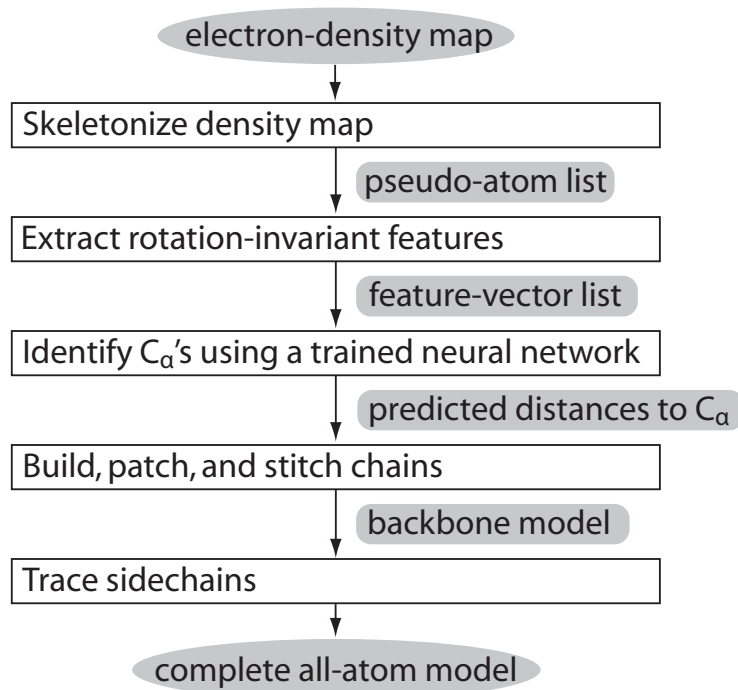 electron-density map
Skeletonize density map
pseudo-atom list
Extract rotation-invariant features
feature-vector list
Identify Cα's using a trained neural network
predicted distances to Cα
Build, patch, and stitch chains
backbone model
Trace sidechains
complete all-atom model